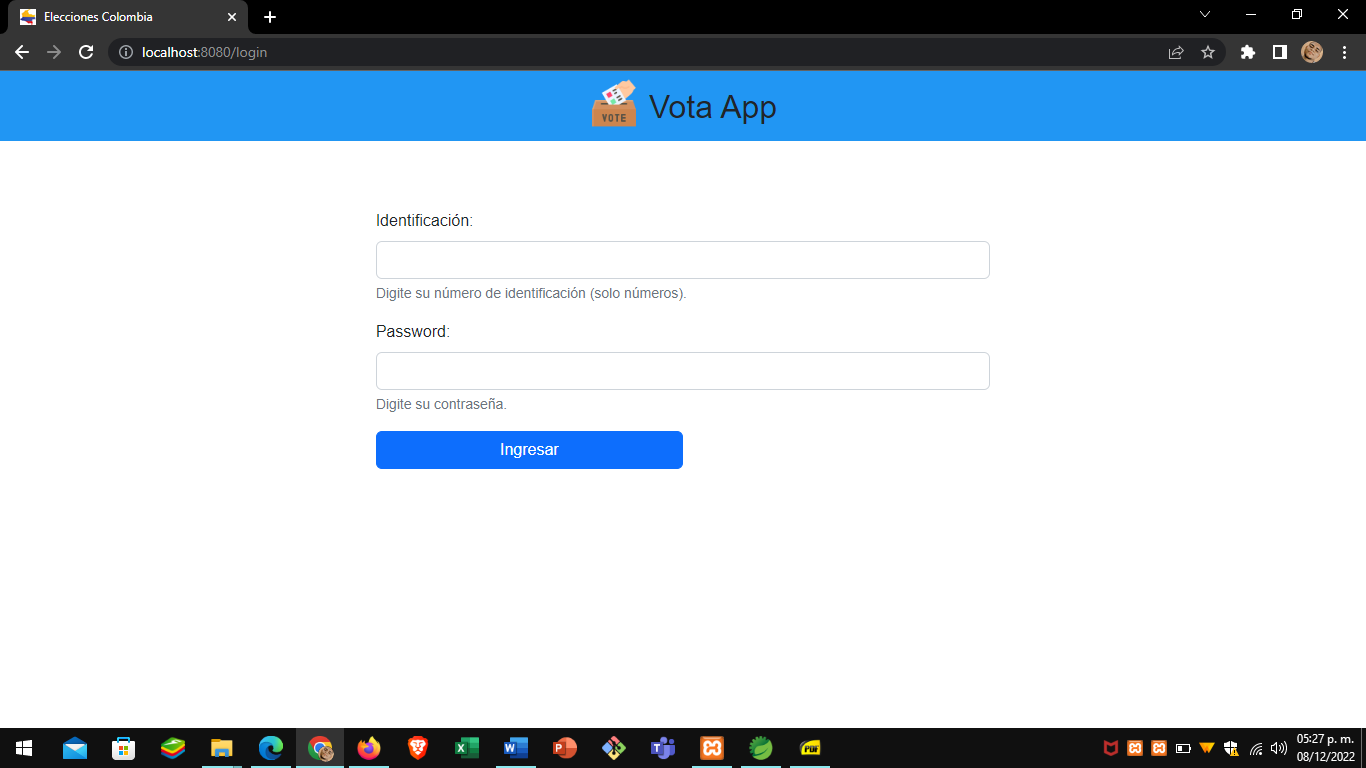 Elecciones Colombia
localhost:8080/login
VOTE
Vota App
Identificación:
Digite su número de identificación (solo números).
Password:
Digite su contraseña.
Ingresar
PDF
05:27 p. m.
08/12/2022